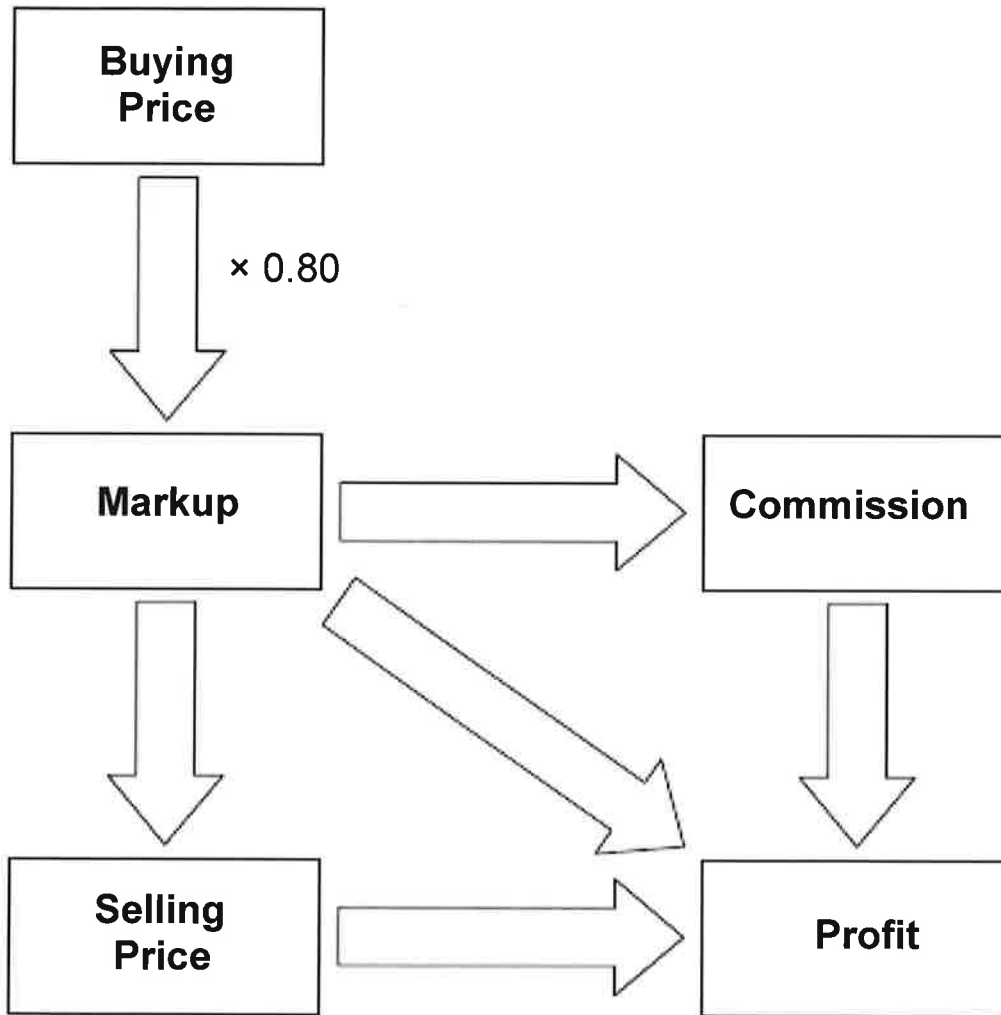 Buying
Price
× 0.80
Markup
Commission
Selling
Price
Profit